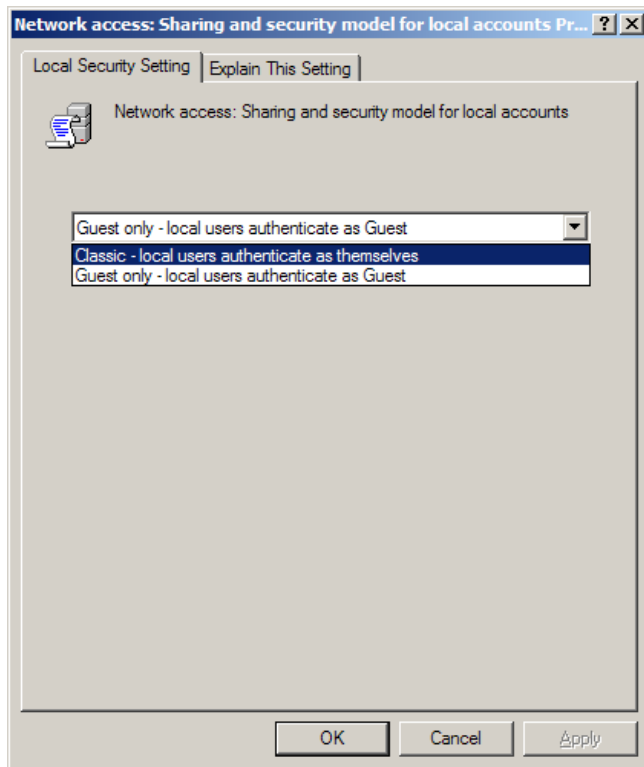 Network access: Sharing and security model for local accounts Pr...
Local Security Setting
Explain This Setting
Network access: Sharing and security model for local accounts
Guest only - local users authenticate as Guest
Classic - local users authenticate as themselves
Guest only - local users authenticate as Guest
OK
Cancel
Apply